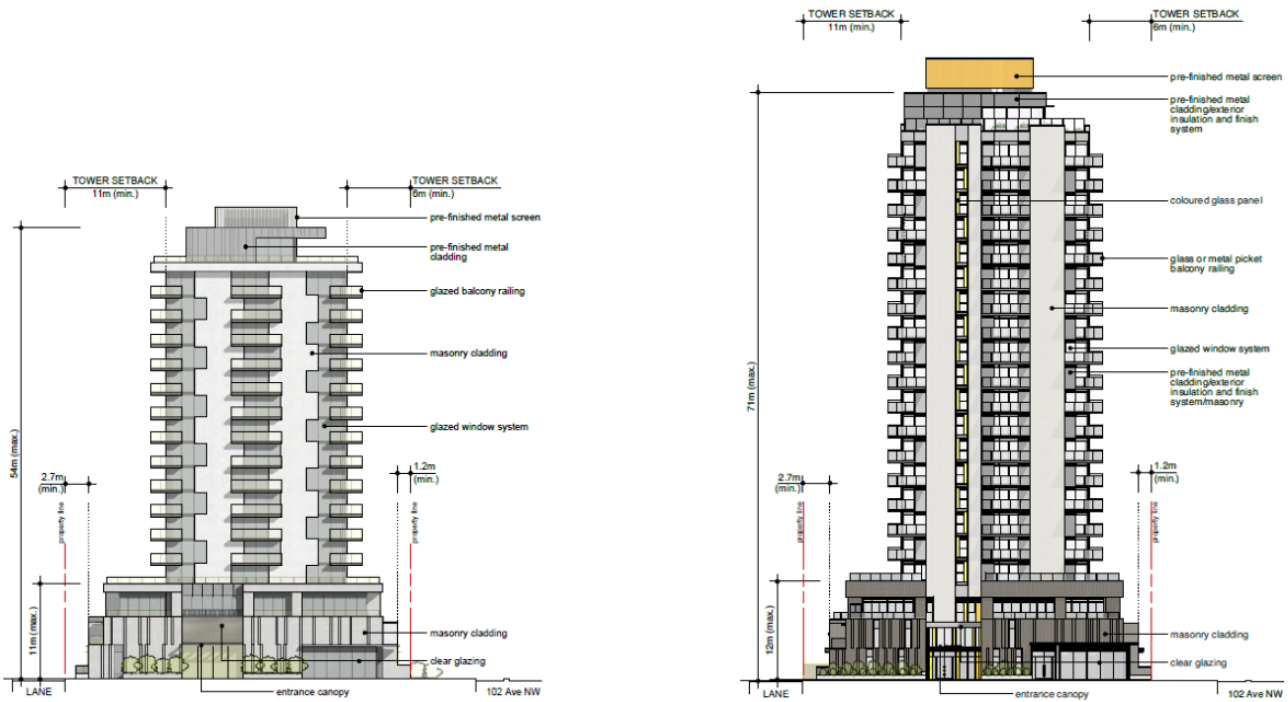 TOWER SETBACK
11m (min.)
TOWER SETBACK
6m (min.)
pre-finished metal screen
pre-finished metal
cladding
glazed balcony railing
masonry cladding
glazed window system
54m (max.)
2.7m
(min.)
1.2m
(min.)
property line
property line
11m (max.)
masonry cladding
clear glazing
LANE
entrance canopy
102 Ave NW
TOWER SETBACK
11m (min.)
TOWER SETBACK
6m (min.)
pre-finished metal screen
pre-finished metal
cladding/exterior
insulation and finish
system
coloured glass panel
glass or metal picket
balcony railing
masonry cladding
glazed window system
pre-finished metal
cladding/exterior
insulation and finish
system/masonry
71m (max.)
2.7m
(min.)
1.2m
(min.)
property line
property line
12m (max.)
masonry cladding
clear glazing
LANE
entrance canopy
102 Ave NW